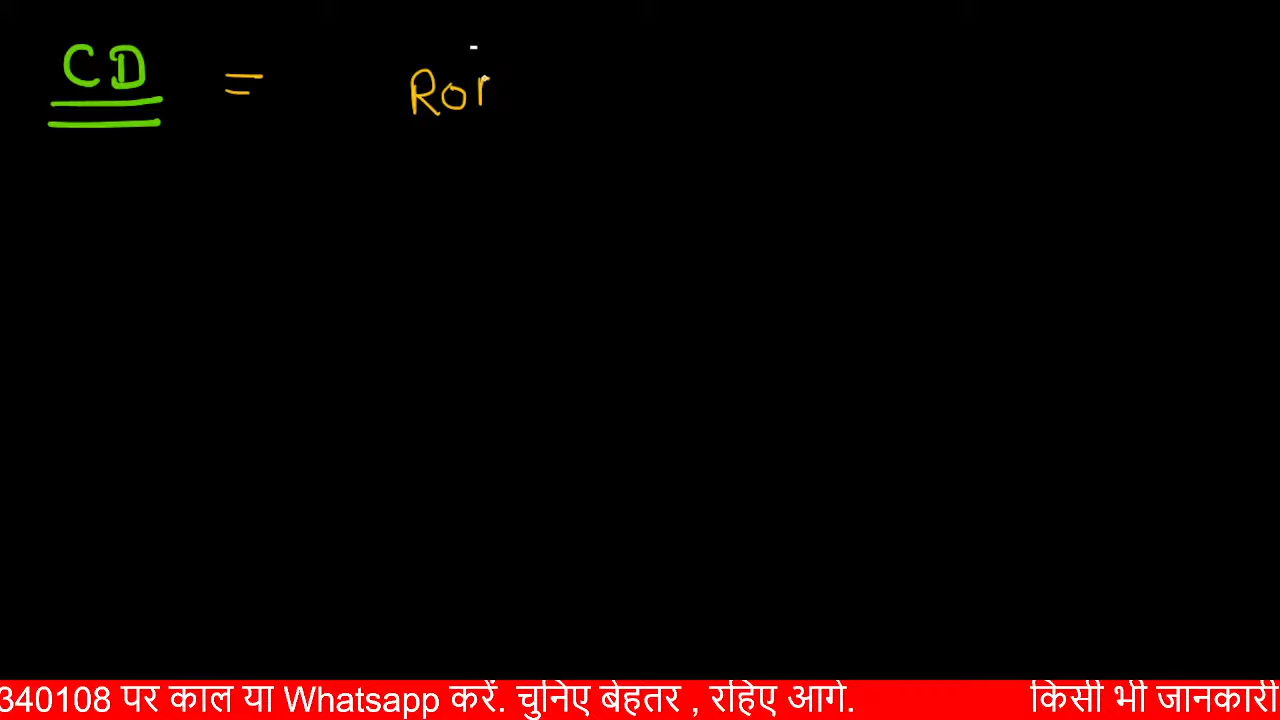 CD = Ror
340108 पर काल या Whatsapp करें. चुनिए बेहतर , रहिए आगे. किसी भी जानकारी